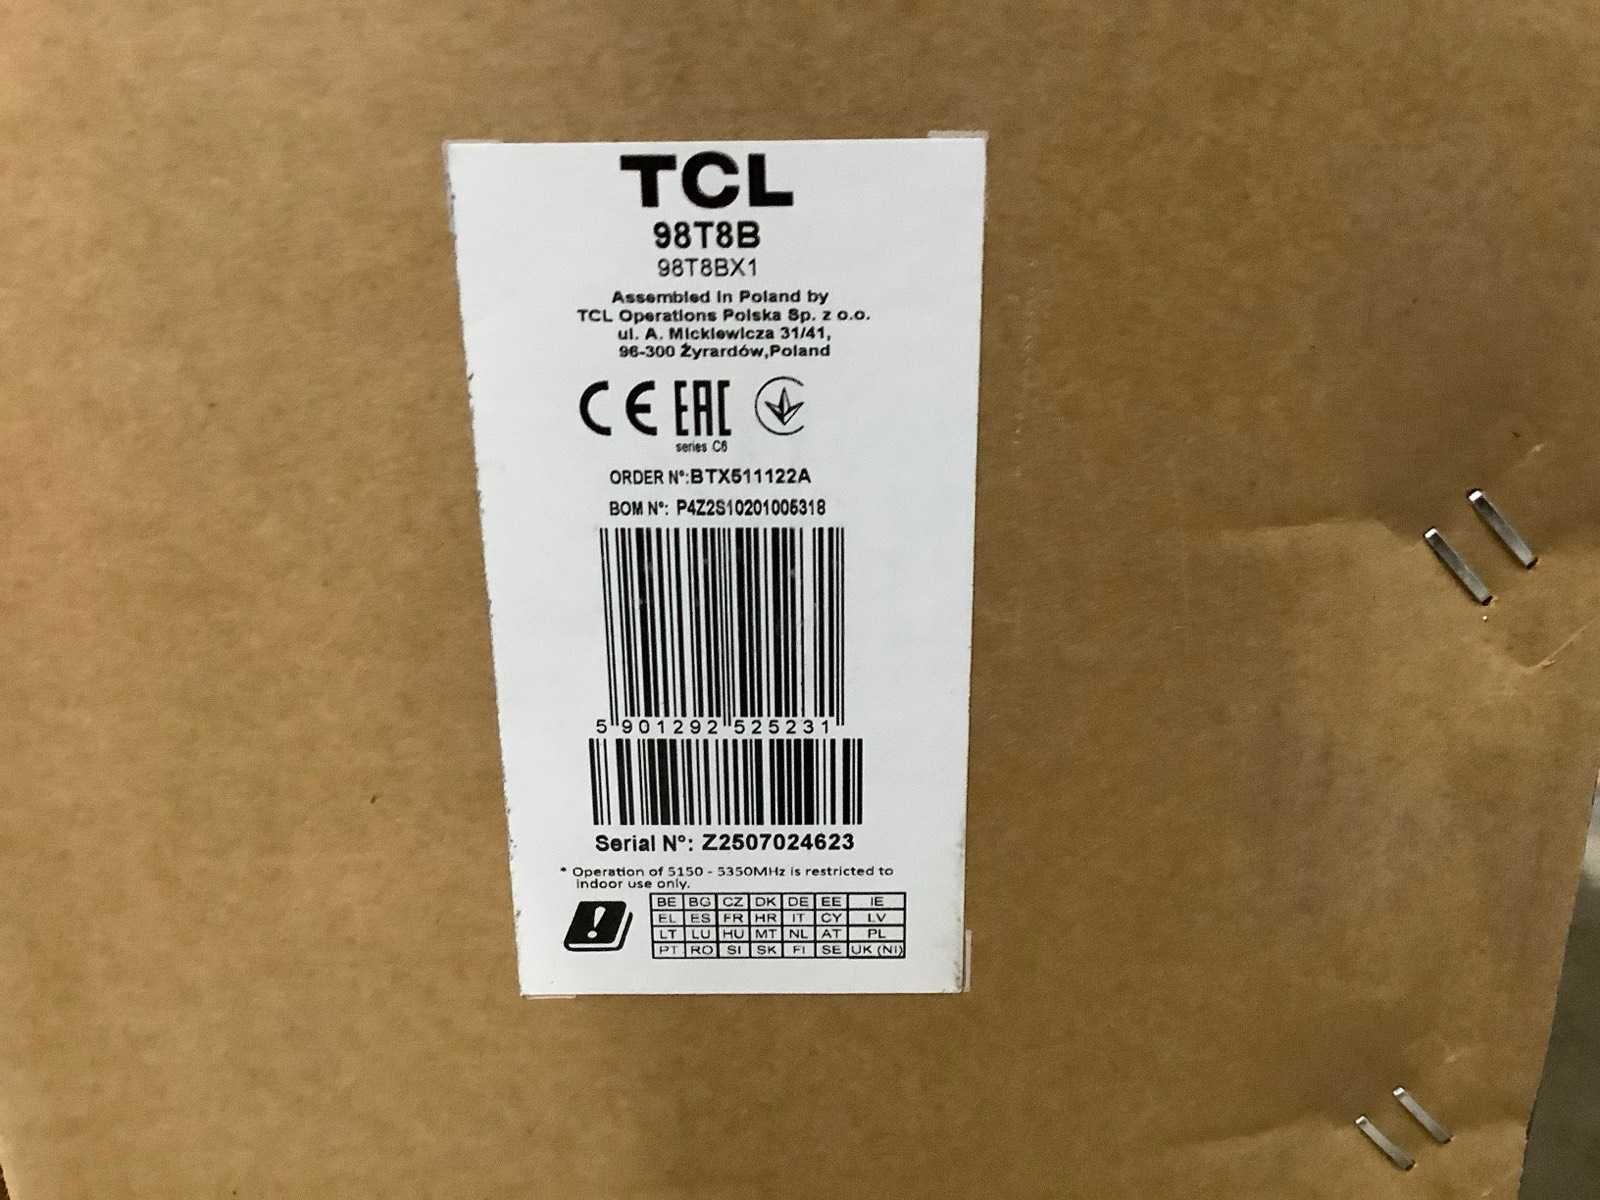 TCL
98T8B
98T8BX1
Assembled in Poland by
TCL Operations Polska Sp. z o.o.
ul. A. Mickiewicza 31/41,
96-300 Żyrardów,Poland
CE EAC
series C6
ORDER N°:BTX511122A
BOM N°: P4Z2S10201005318
5 901292 525231
Serial N°: Z2507024623
* Operation of 5150 - 5350MHz is restricted to
indoor use only.
BE BG CZ DK DE EE IE
EL ES FR HR IT CY LV
LT LU HU MT NL AT PL
PT RO SI SK FI SE UK (NI)